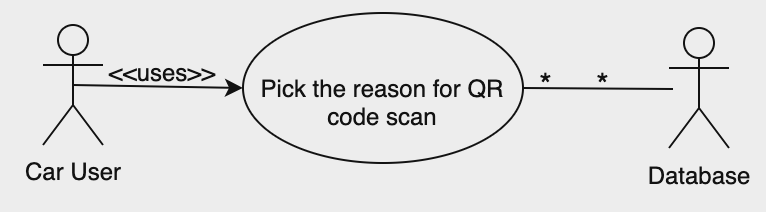 <<uses>>
Pick the reason for QR
code scan
* *
Car User
Database